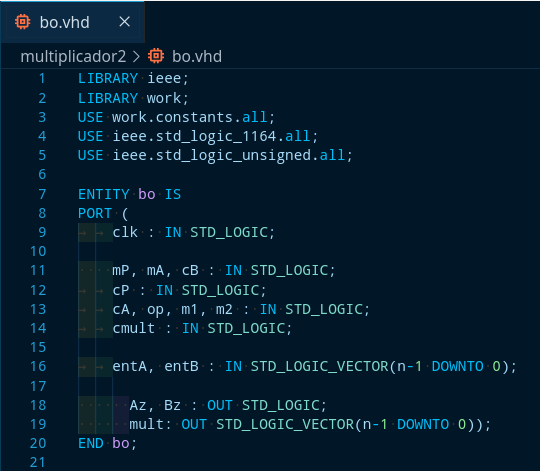 bo.vhd
multiplicador2 > bo.vhd
1 LIBRARY ieee;
2 LIBRARY work;
3 USE work.constants.all;
4 USE ieee.std_logic_1164.all;
5 USE ieee.std_logic_unsigned.all;
6
7 ENTITY bo IS
8 PORT (
9 clk : IN STD_LOGIC;
10
11 mP, mA, cB : IN STD_LOGIC;
12 cP : IN STD_LOGIC;
13 cA, op, m1, m2 : IN STD_LOGIC;
14 cmult : IN STD_LOGIC;
15
16 entA, entB : IN STD_LOGIC_VECTOR(n-1 DOWNTO 0);
17
18 Az, Bz : OUT STD_LOGIC;
19 mult: OUT STD_LOGIC_VECTOR(n-1 DOWNTO 0));
20 END bo;
21